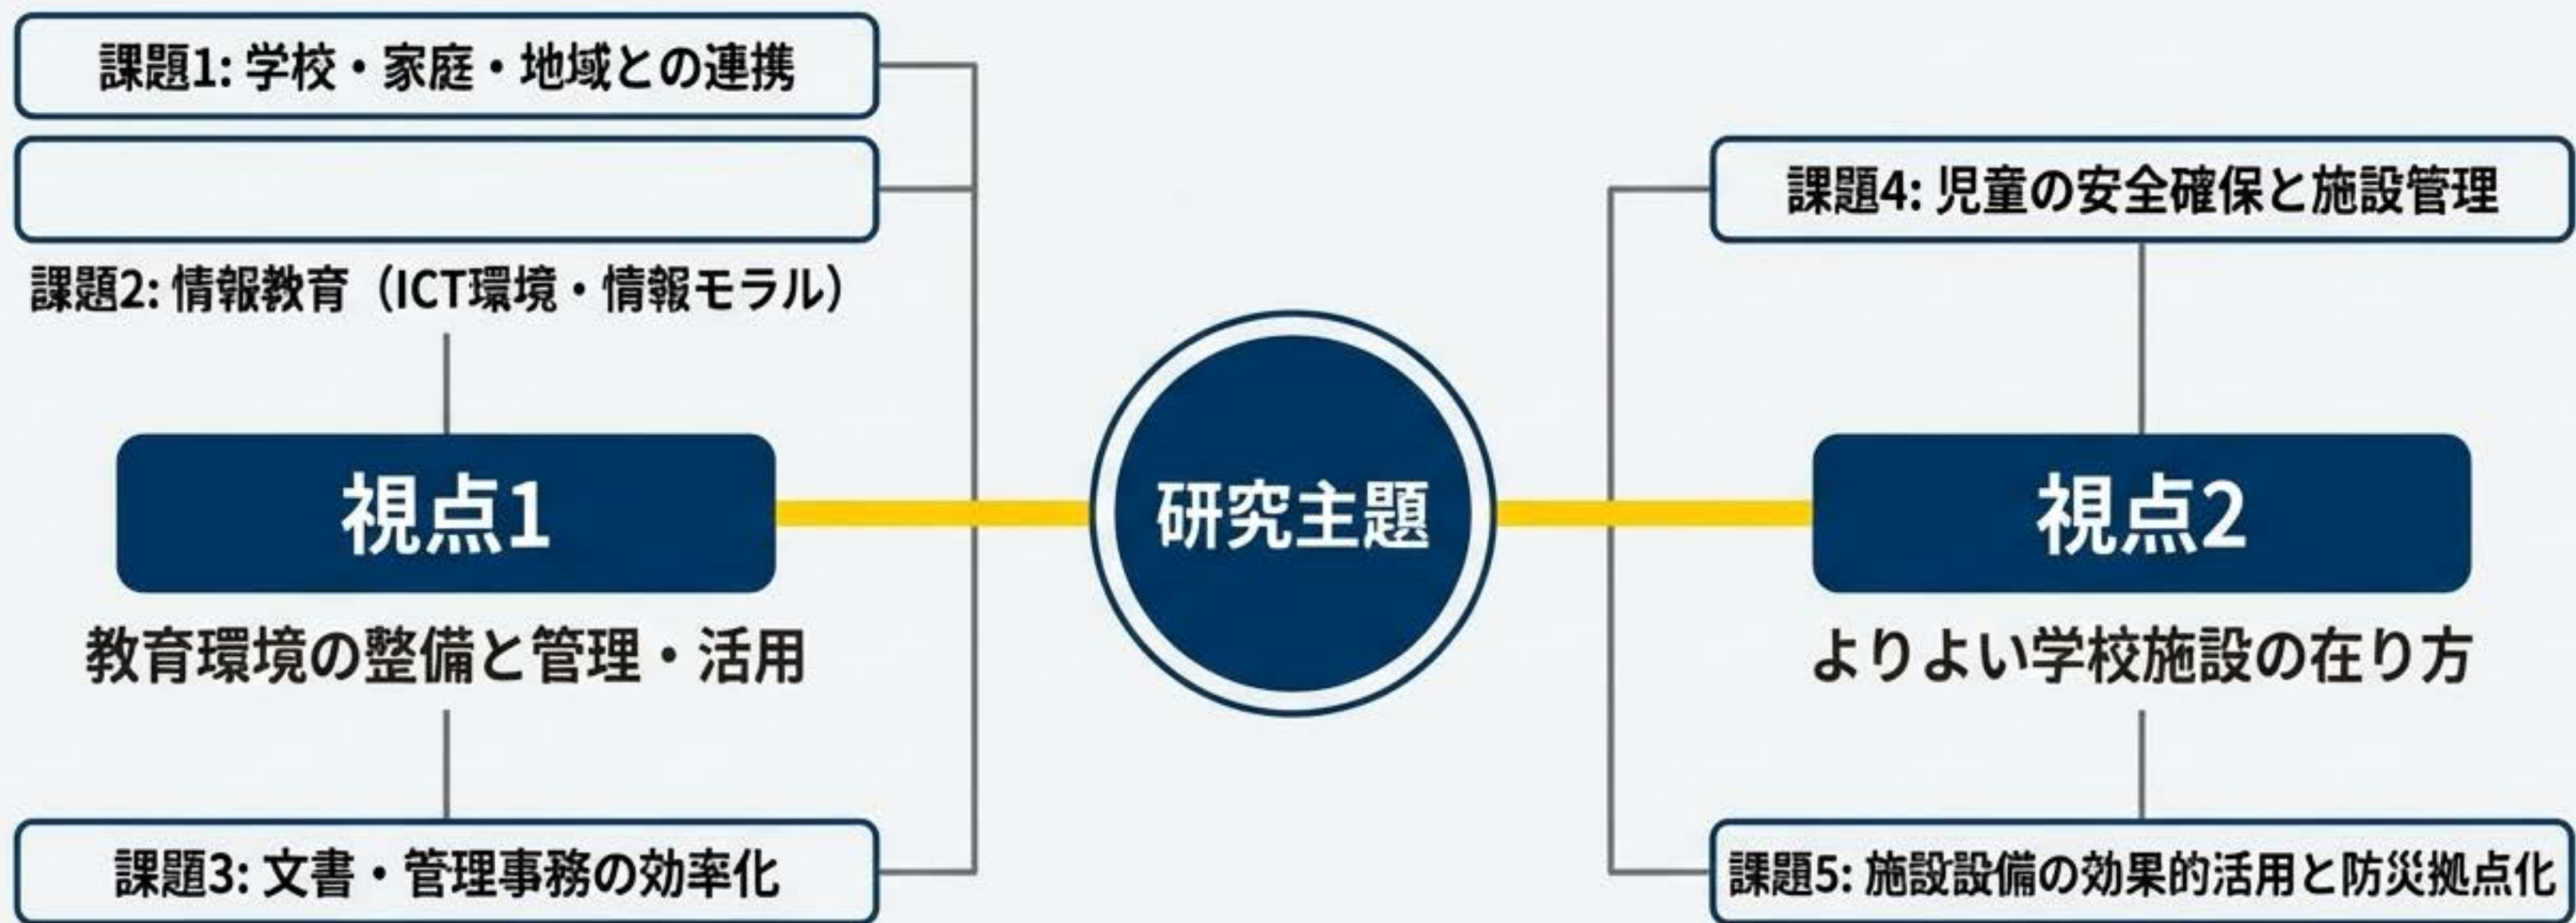 課題1: 学校・家庭・地域との連携
課題2: 情報教育（ICT環境・情報モラル）
視点1
教育環境の整備と管理・活用
課題3: 文書・管理事務の効率化
研究主題
課題4: 児童の安全確保と施設管理
視点2
よりよい学校施設の在り方
課題5: 施設設備の効果的活用と防災拠点化